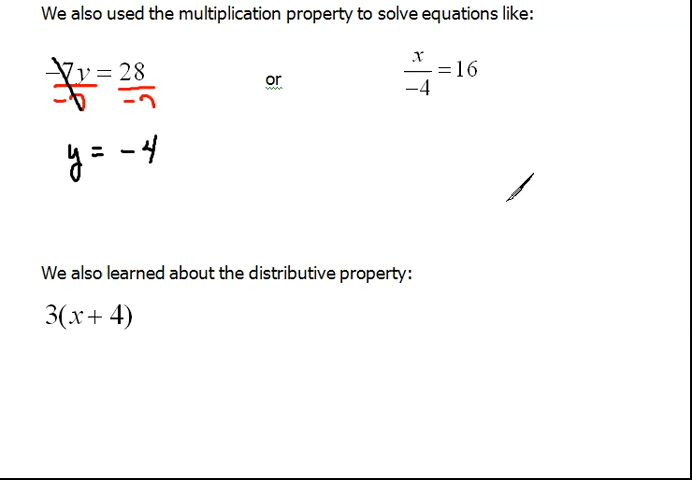 We also used the multiplication property to solve equations like:
-7y = 28 or x/-4 = 16
-7 -7
y = -4
We also learned about the distributive property:
3(x + 4)